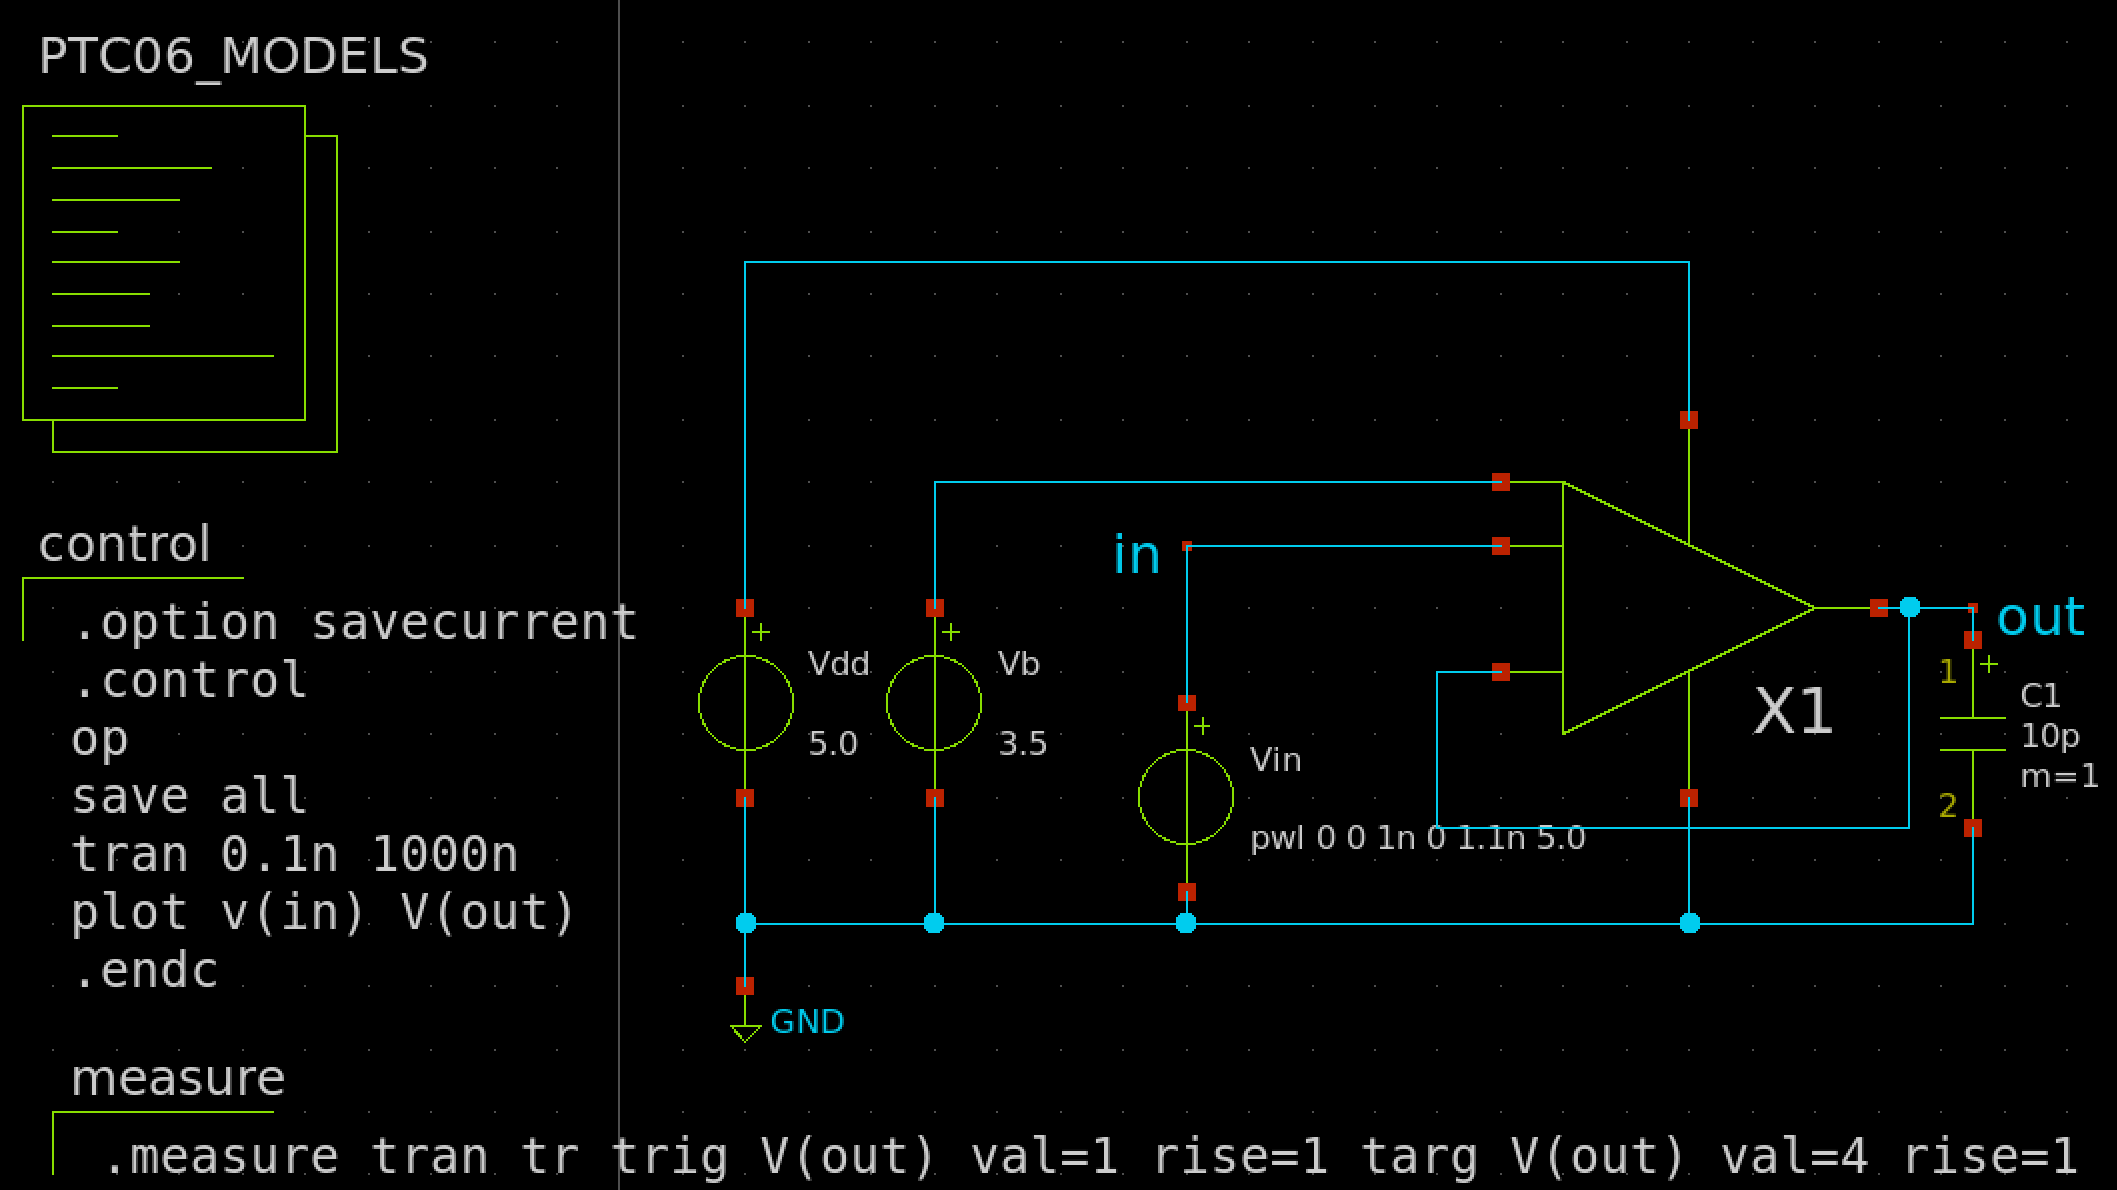 PTC06_MODELS
control
.option savecurrent
.control
op
save all
tran 0.1n 1000n
plot v(in) V(out)
.endc
measure
.measure tran tr trig V(out) val=1 rise=1 targ V(out) val=4 rise=1
in
+
Vdd
5.0
+
Vb
3.5
+
Vin
pwl 0 0 1n 0 1.1n 5.0
X1
out
1
+
C1
10p
m=1
2
GND